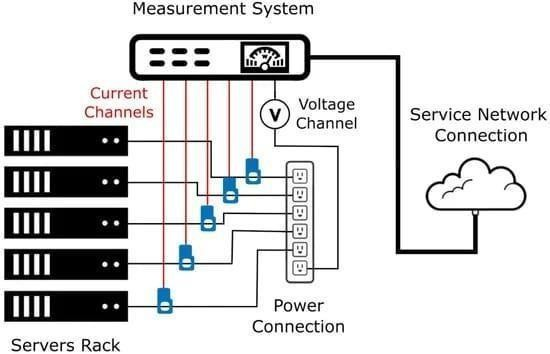 Measurement System
W
Current
Channels
V
Voltage
Channel
Service Network
Connection
Servers Rack
Power
Connection